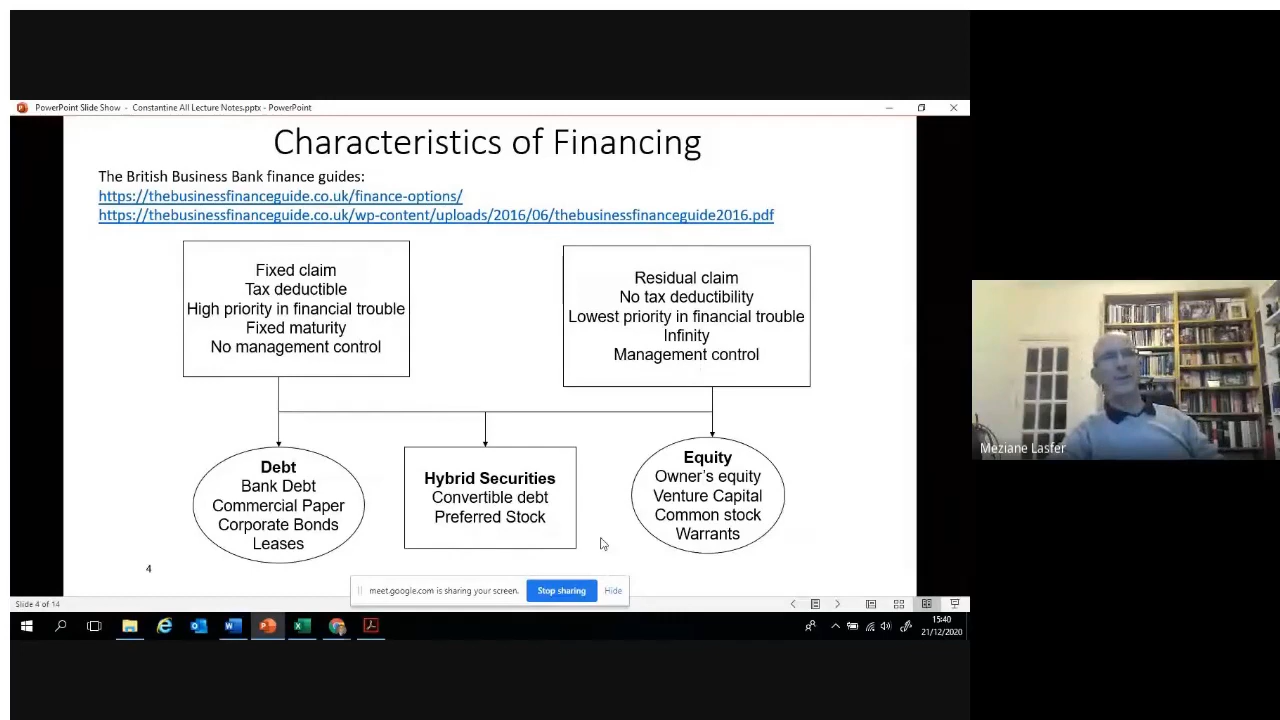 PowerPoint Slide Show - Constantine All Lecture Notes.pptx - PowerPoint
Characteristics of Financing
The British Business Bank finance guides:
https://thebusinessfinanceguide.co.uk/finance-options/
https://thebusinessfinanceguide.co.uk/wp-content/uploads/2016/06/thebusinessfinanceguide2016.pdf
Fixed claim
Tax deductible
High priority in financial trouble
Fixed maturity
No management control
Residual claim
No tax deductibility
Lowest priority in financial trouble
Infinity
Management control
Debt
Bank Debt
Commercial Paper
Corporate Bonds
Leases
Hybrid Securities
Convertible debt
Preferred Stock
Equity
Owner's equity
Venture Capital
Common stock
Warrants
4
meet.google.com is sharing your screen.
Stop sharing
Hide
Slide 4 of 14
15:40
21/12/2020
Meziane Lasfer